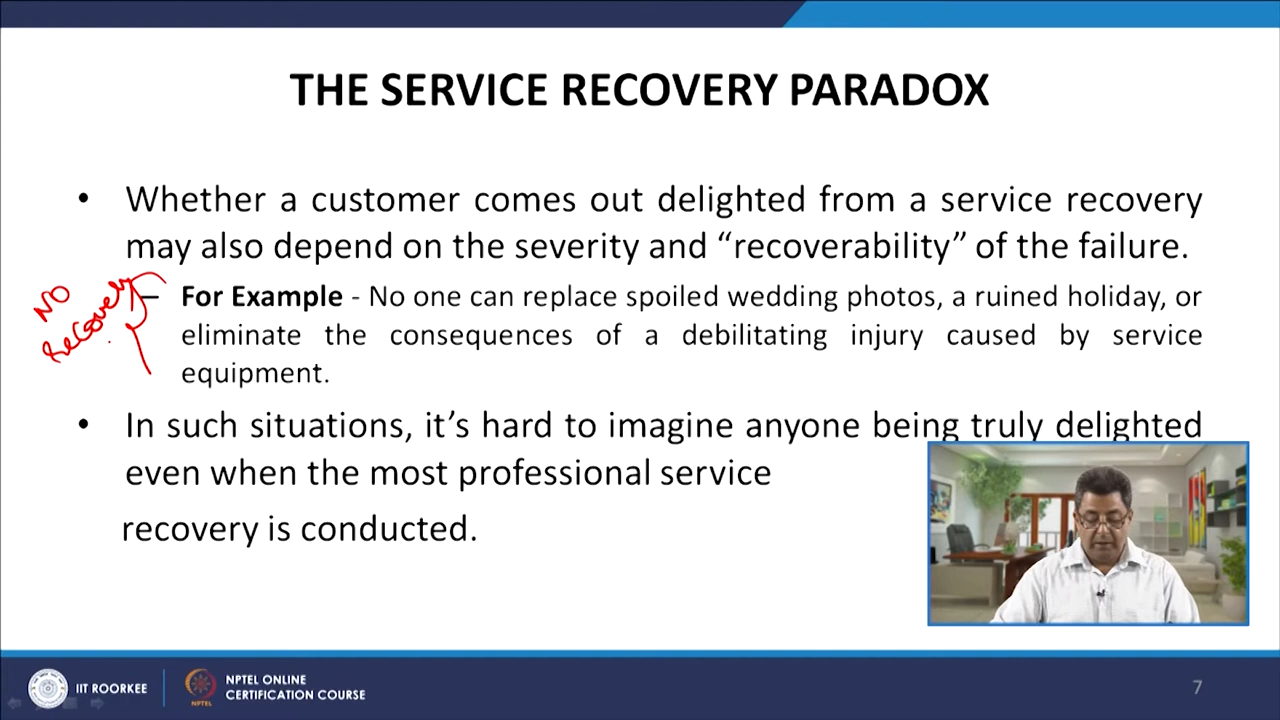 THE SERVICE RECOVERY PARADOX
• Whether a customer comes out delighted from a service recovery
may also depend on the severity and “recoverability” of the failure.
NO
recovery
– For Example - No one can replace spoiled wedding photos, a ruined holiday, or
eliminate the consequences of a debilitating injury caused by service
equipment.
• In such situations, it’s hard to imagine anyone being truly delighted
even when the most professional service
recovery is conducted.
IIT ROORKEE
NPTEL
NPTEL ONLINE
CERTIFICATION COURSE
7